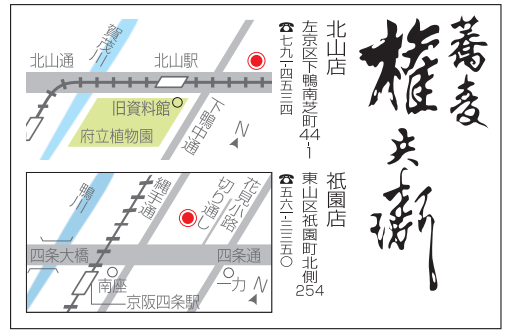 蕎麦
権兵衛
北山店
左京区下鴨南芝町44-1
☎七九一-四五三四
祇園店
東山区祇園町北側254
☎五六一-三三五〇
賀茂川
北山通
北山駅
旧資料館
府立植物園
下鴨中通
N
鴨川
縄手通
切り通し
花見小路
四条大橋
四条通
南座
一力
京阪四条駅
N